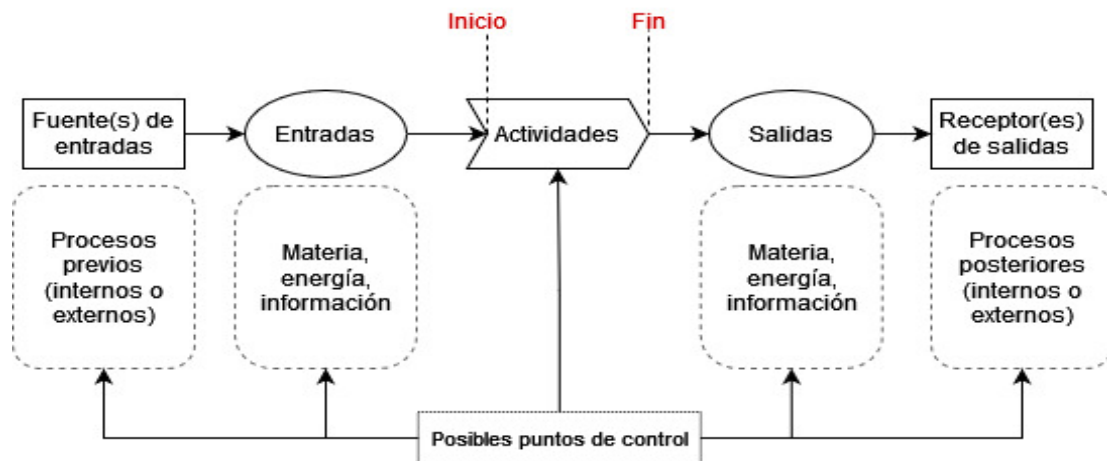 Inicio
Fin
Fuente(s) de
entradas
Entradas
Actividades
Salidas
Receptor(es)
de salidas
Procesos
previos
(internos o
externos)
Materia,
energía,
información
Materia,
energía,
información
Procesos
posteriores
(internos o
externos)
Posibles puntos de control